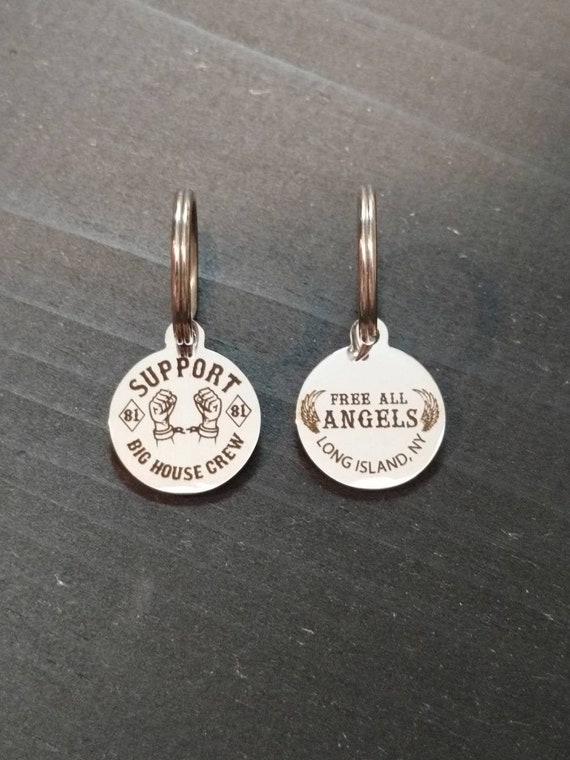 SUPPORT
81 81
BIG HOUSE CREW
FREE ALL
ANGELS
LONG ISLAND, NY